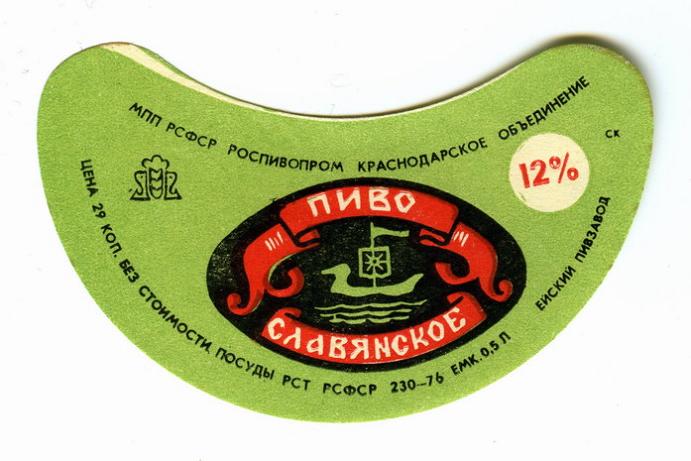 МПП РСФСР РОСПИВОПРОМ КРАСНОДАРСКОЕ ОБЪЕДИНЕНИЕ
СК
12%
ПИВО
СЛАВЯНСКОЕ
ЕЙСКИЙ ПИВЗАВОД
ЦЕНА 29 КОП. БЕЗ СТОИМОСТИ ПОСУДЫ РСТ РСФСР 230—76 ЕМК. 0,5 Л